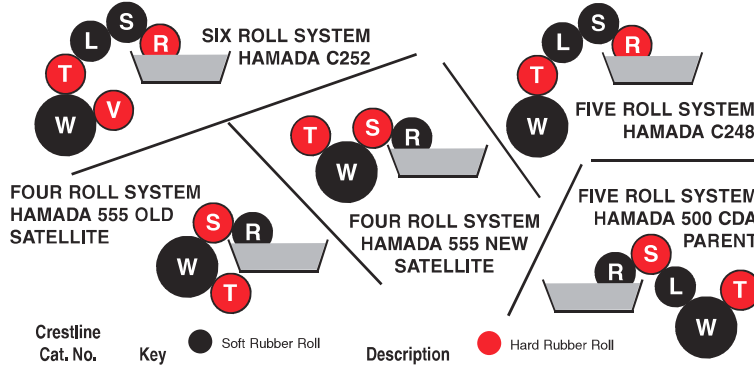 S
L
R
T
W
V
SIX ROLL SYSTEM
HAMADA C252
S
L
R
T
W
FIVE ROLL SYSTEM
HAMADA C248
T
S
R
W
FOUR ROLL SYSTEM
HAMADA 555 NEW
SATELLITE
FOUR ROLL SYSTEM
HAMADA 555 OLD
SATELLITE
S
R
W
T
FIVE ROLL SYSTEM
HAMADA 500 CDA
PARENT
S
R
L
T
W
Crestline
Cat. No.
Key
Soft Rubber Roll
Description
Hard Rubber Roll